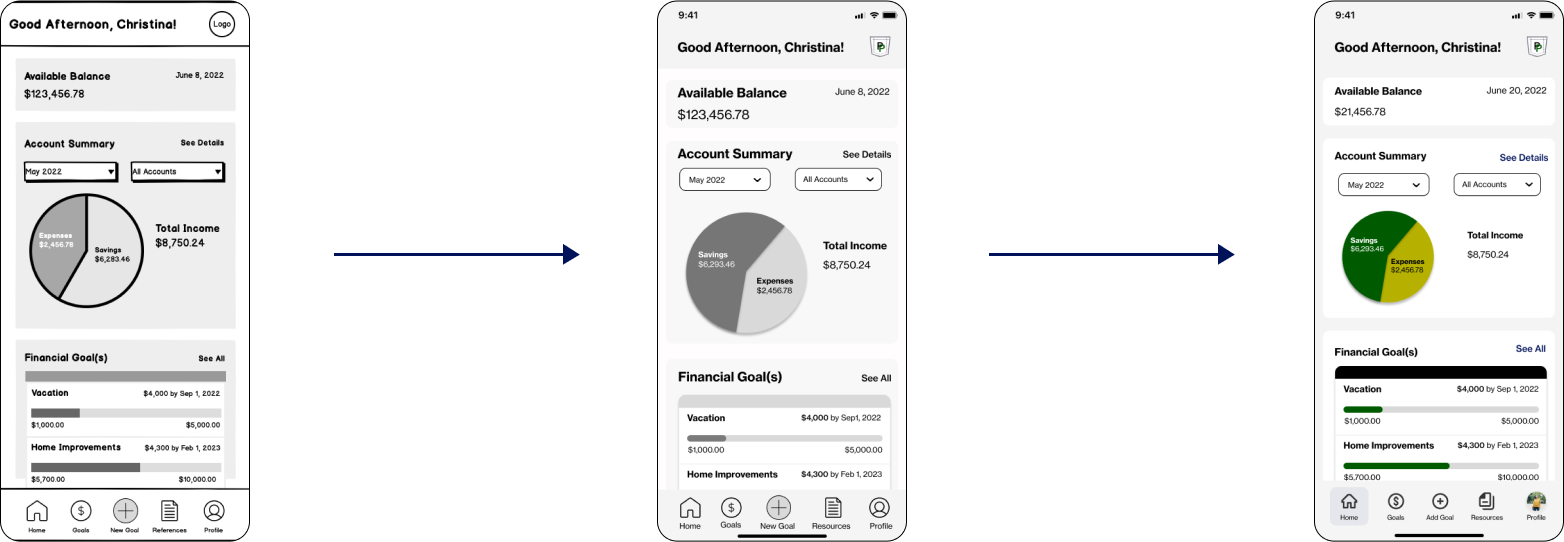 Good Afternoon, Christina!
Logo
Available Balance
June 8, 2022
$123,456.78
Account Summary
See Details
May 2022
All Accounts
Expenses
$2,456.78
Savings
$6,283.46
Total Income
$8,750.24
Financial Goal(s)
See All
Vacation
$4,000 by Sep 1, 2022
$1,000.00
$5,000.00
Home Improvements
$4,300 by Feb 1, 2023
$5,700.00
$10,000.00
Home
$
Goals
New Goal
References
Profile
9:41
Good Afternoon, Christina!
Available Balance
June 8, 2022
$123,456.78
Account Summary
See Details
May 2022
All Accounts
Savings
$6,293.46
Expenses
$2,456.78
Total Income
$8,750.24
Financial Goal(s)
See All
Vacation
$4,000 by Sep1, 2022
$1,000.00
$5,000.00
Home Improvements
$4,300 by Feb 1, 2023
Home
$
Goals
New Goal
Resources
Profile
9:41
Good Afternoon, Christina!
Available Balance
June 20, 2022
$21,456.78
Account Summary
See Details
May 2022
All Accounts
Savings
$6,293.46
Expenses
$2,456.78
Total Income
$8,750.24
Financial Goal(s)
See All
Vacation
$4,000 by Sep 1, 2022
$1,000.00
$5,000.00
Home Improvements
$4,300 by Feb 1, 2023
$5,700.00
$10,000.00
Home
$
Goals
Add Goal
Resources
Profile